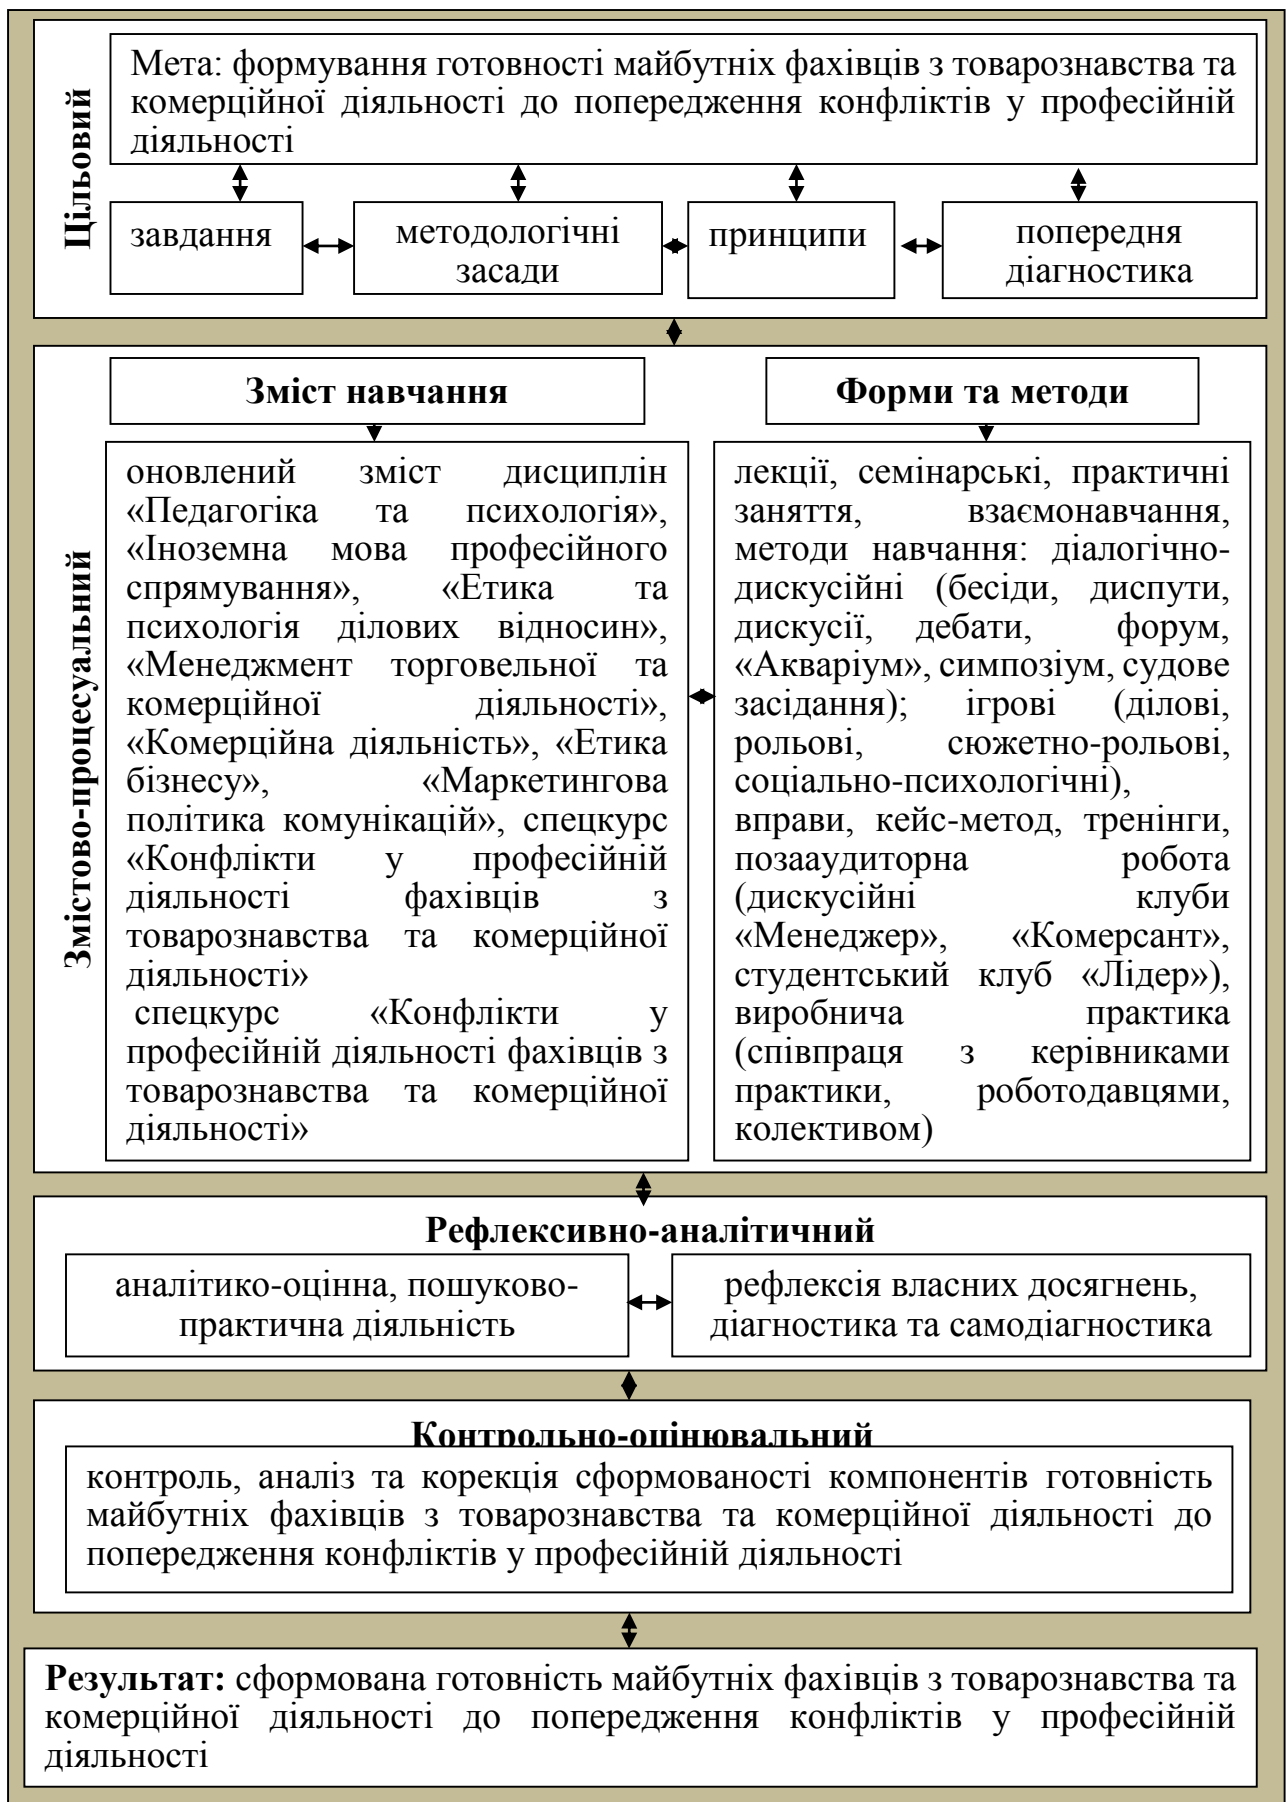 Цільовий
Мета: формування готовності майбутніх фахівців з товарознавства та
комерційної діяльності до попередження конфліктів у професійній
діяльності
завдання
методологічні
засади
принципи
попередня
діагностика
Змістово-процесуальний
Зміст навчання
оновлений зміст дисциплін
«Педагогіка та психологія»,
«Іноземна мова професійного
спрямування», «Етика та
психологія ділових відносин»,
«Менеджмент торговельної та
комерційної діяльності»,
«Комерційна діяльність», «Етика
бізнесу», «Маркетингова
політика комунікацій», спецкурс
«Конфлікти у професійній
діяльності фахівців з
товарознавства та комерційної
діяльності»
спецкурс «Конфлікти у
професійній діяльності фахівців з
товарознавства та комерційної
діяльності»
Форми та методи
лекції, семінарські, практичні
заняття, взаємонавчання,
методи навчання: діалогічно-
дискусійні (бесіди, диспути,
дискусії, дебати, форум,
«Акваріум», симпозіум, судове
засідання); ігрові (ділові,
рольові, сюжетно-рольові,
соціально-психологічні),
вправи, кейс-метод, тренінги,
позааудиторна робота
(дискусійні клуби
«Менеджер», «Комерсант»,
студентський клуб «Лідер»),
виробнича практика
(співпраця з керівниками
практики, роботодавцями,
колективом)
Рефлексивно-аналітичний
аналітико-оцінна, пошуково-
практична діяльність
рефлексія власних досягнень,
діагностика та самодіагностика
Контрольно-оцінювальний
контроль, аналіз та корекція сформованості компонентів готовність
майбутніх фахівців з товарознавства та комерційної діяльності до
попередження конфліктів у професійній діяльності
Результат: сформована готовність майбутніх фахівців з товарознавства та
комерційної діяльності до попередження конфліктів у професійній
діяльності